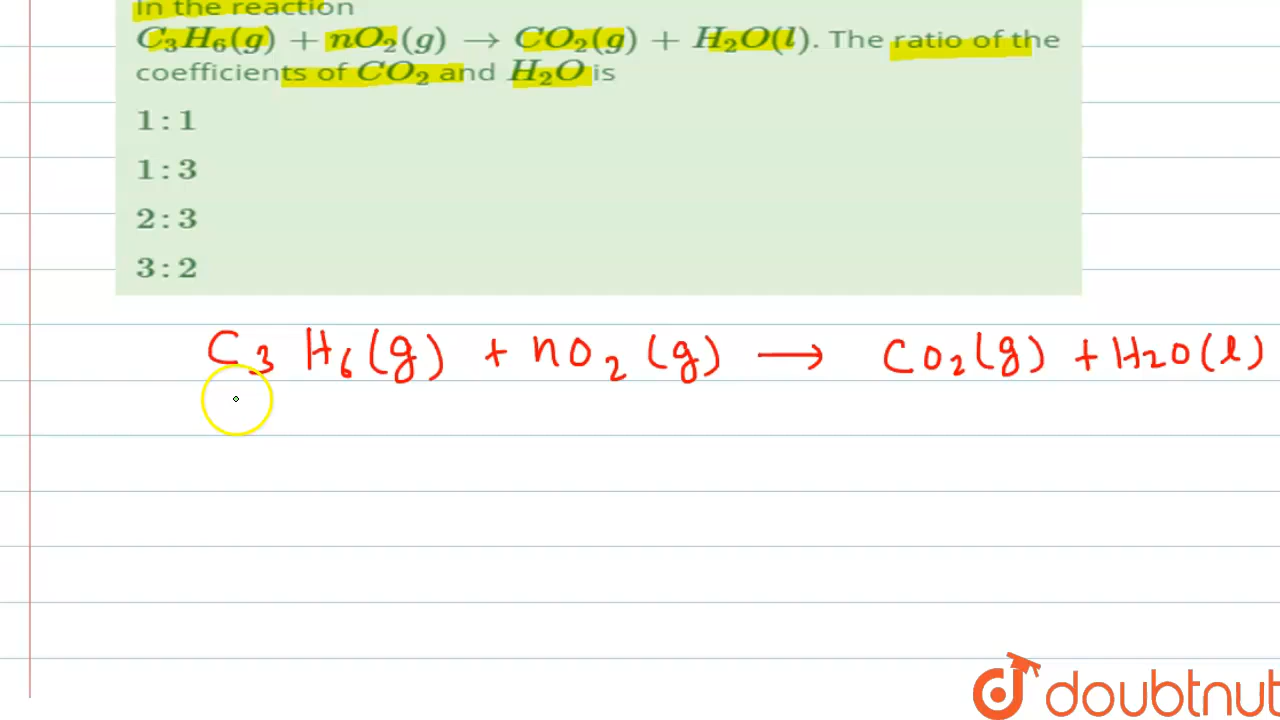 In the reaction
C₃H₆(g) + nO₂(g) → CO₂(g) + H₂O(l). The ratio of the
coefficients of CO₂ and H₂O is
1 : 1
1 : 3
2 : 3
3 : 2
C₃ H₆ (g) + nO₂ (g) → CO₂ (g) + H2O(l)
doubtnut